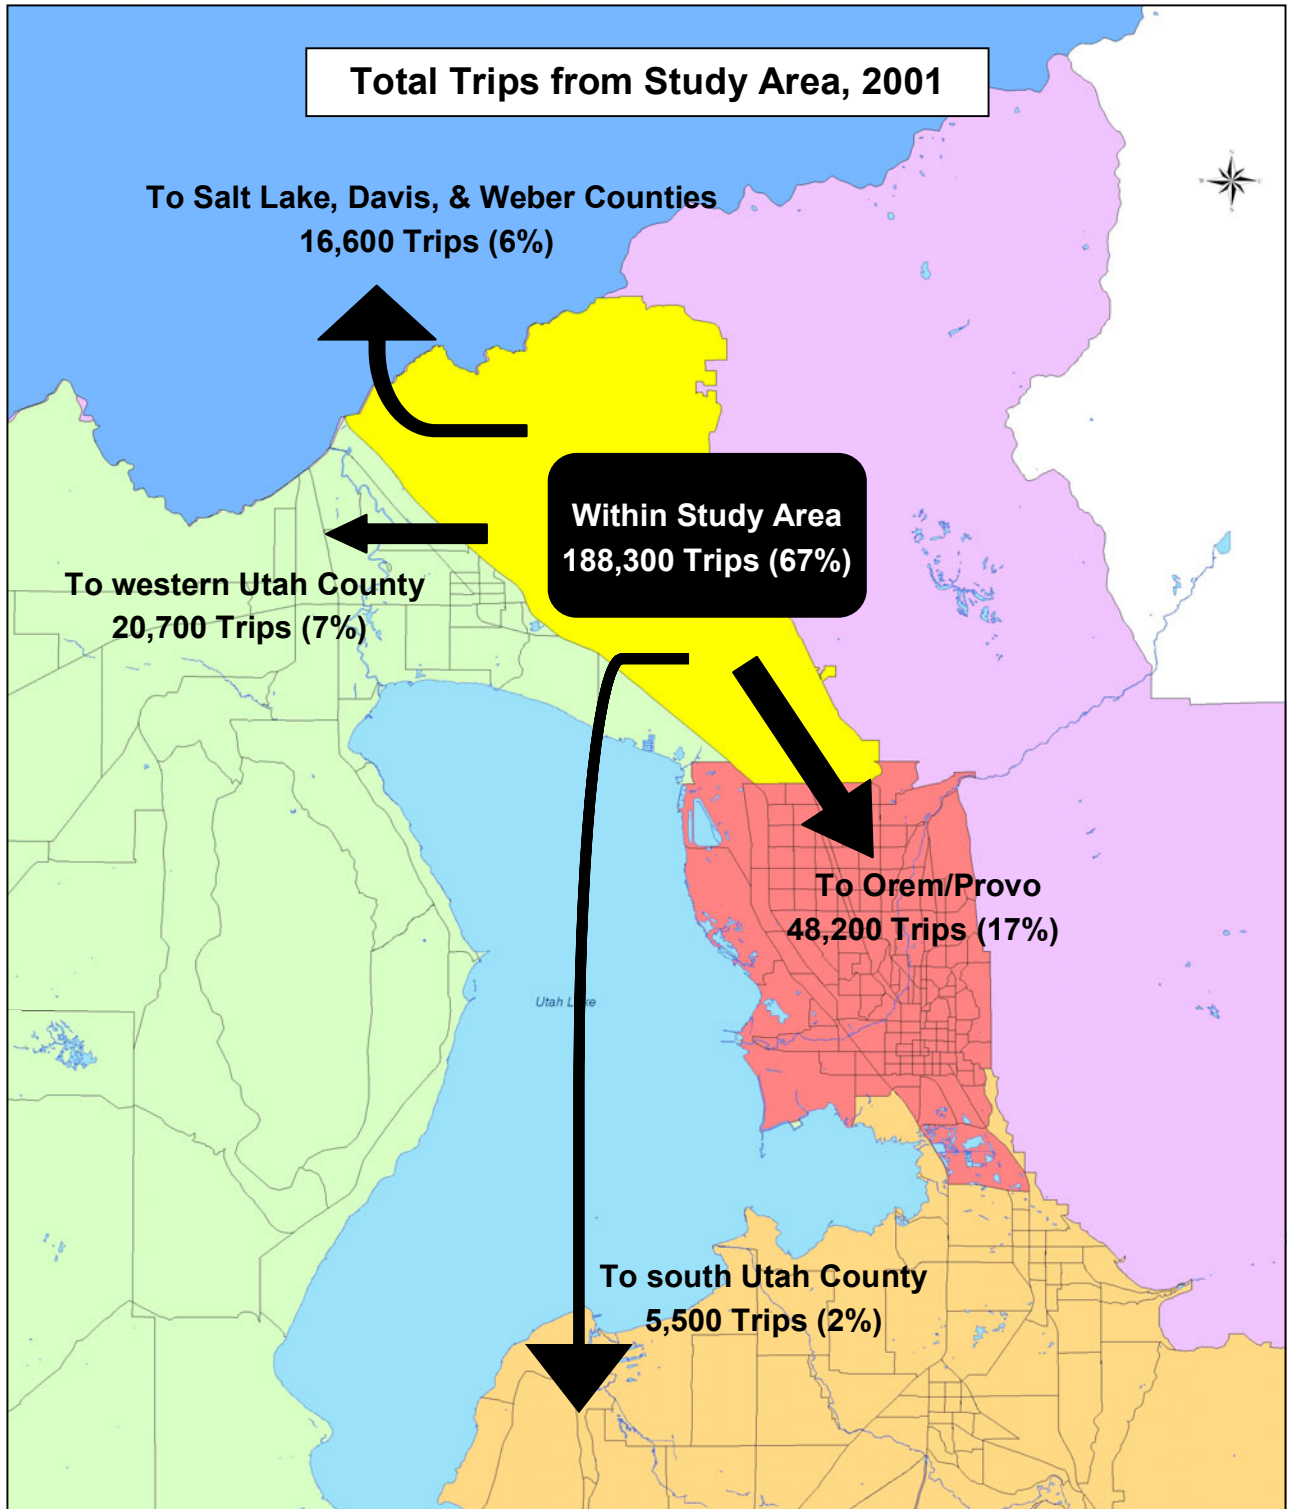 Total Trips from Study Area, 2001
To Salt Lake, Davis, & Weber Counties
16,600 Trips (6%)
Within Study Area
188,300 Trips (67%)
To western Utah County
20,700 Trips (7%)
To Orem/Provo
48,200 Trips (17%)
Utah Lake
To south Utah County
5,500 Trips (2%)